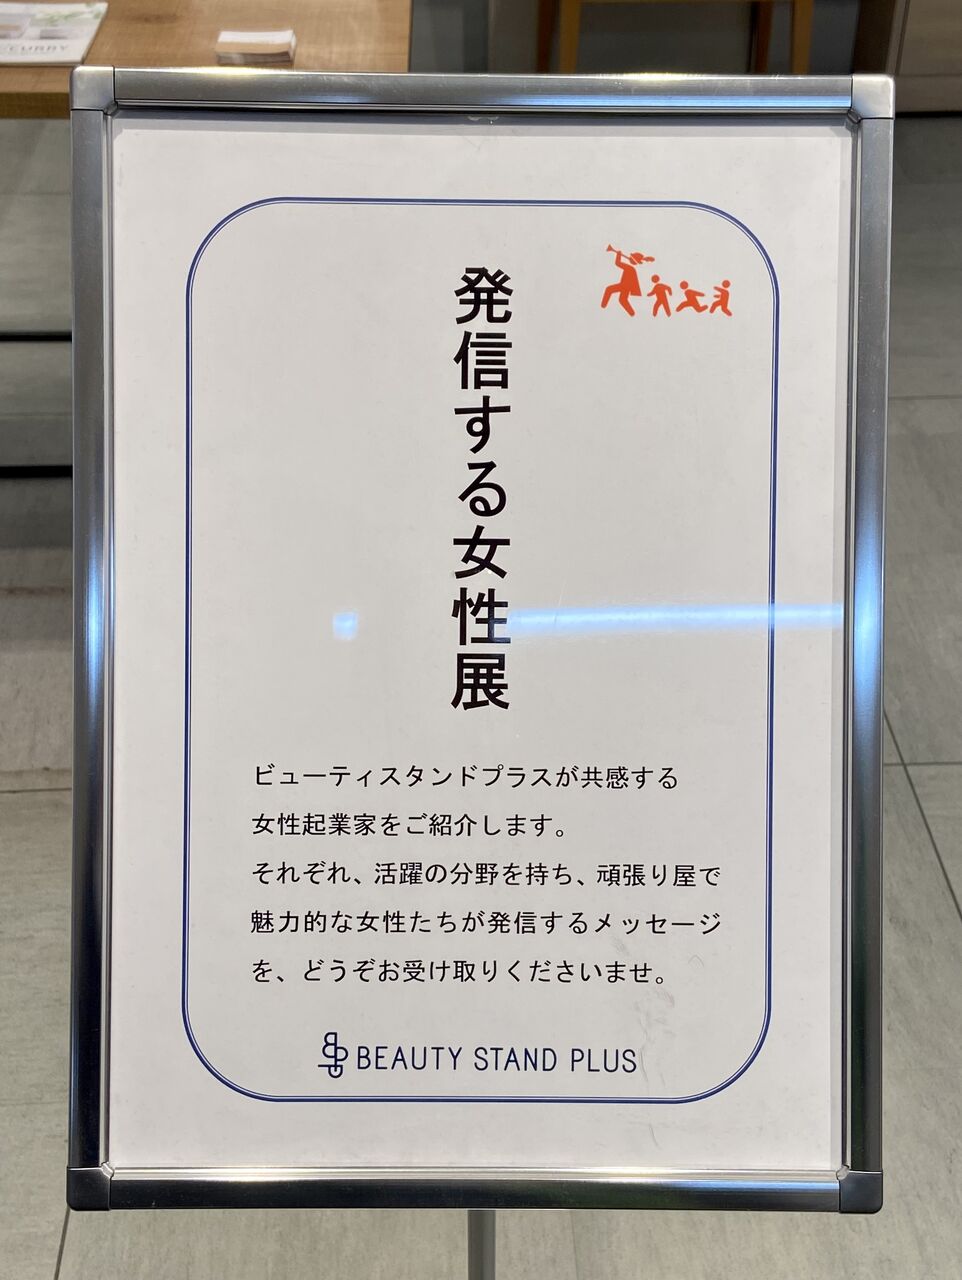 CURRY
発信する女性展
ビューティスタンドプラスが共感する
女性起業家をご紹介します。
それぞれ、活躍の分野を持ち、頑張り屋で
魅力的な女性たちが発信するメッセージ
を、どうぞお受け取りくださいませ。
BEAUTY STAND PLUS